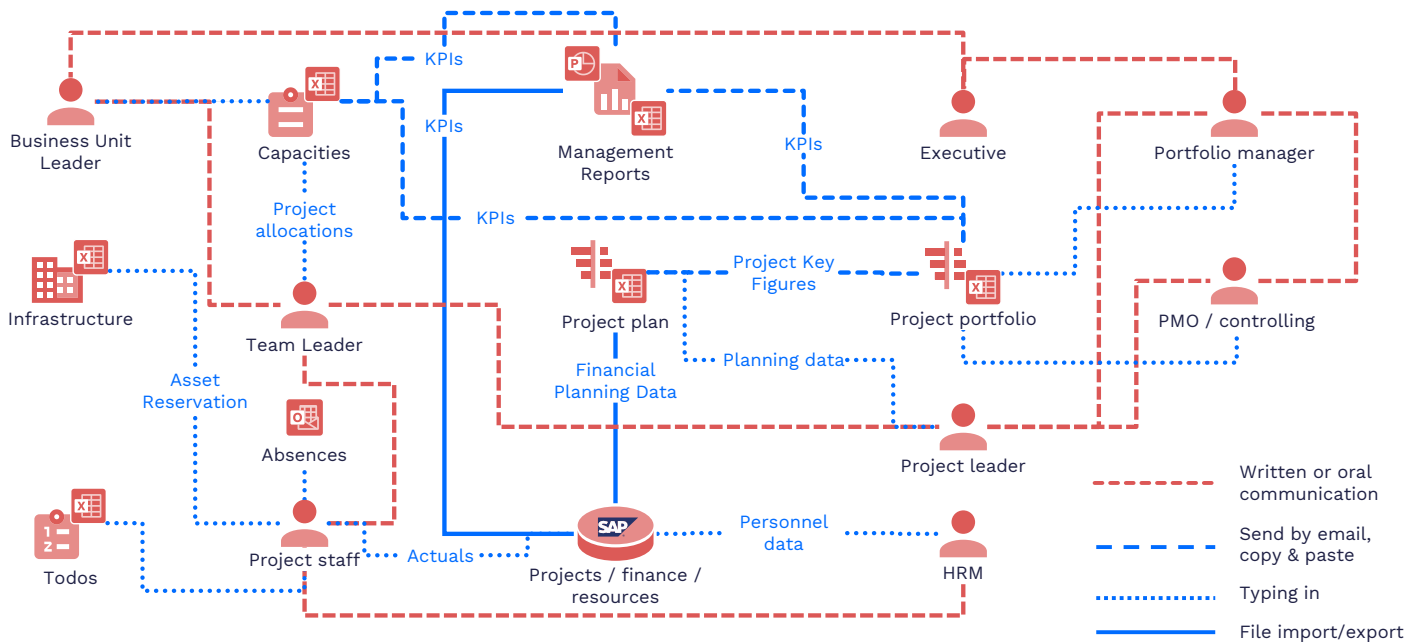 KPIs
P
X
Business Unit
Leader
Capacities
KPIs
X
Management
Reports
KPIs
Executive
Portfolio manager
Project
allocations
KPIs
X
Infrastructure
Team Leader
X
Project plan
Project Key
Figures
X
Project portfolio
PMO / controlling
Asset
Reservation
Financial
Planning Data
Planning data
O
Absences
Project leader
X
1
2
Todos
Project staff
Actuals
SAP
Projects / finance /
resources
Personnel
data
HRM
Written or oral
communication
Send by email,
copy & paste
Typing in
File import/export